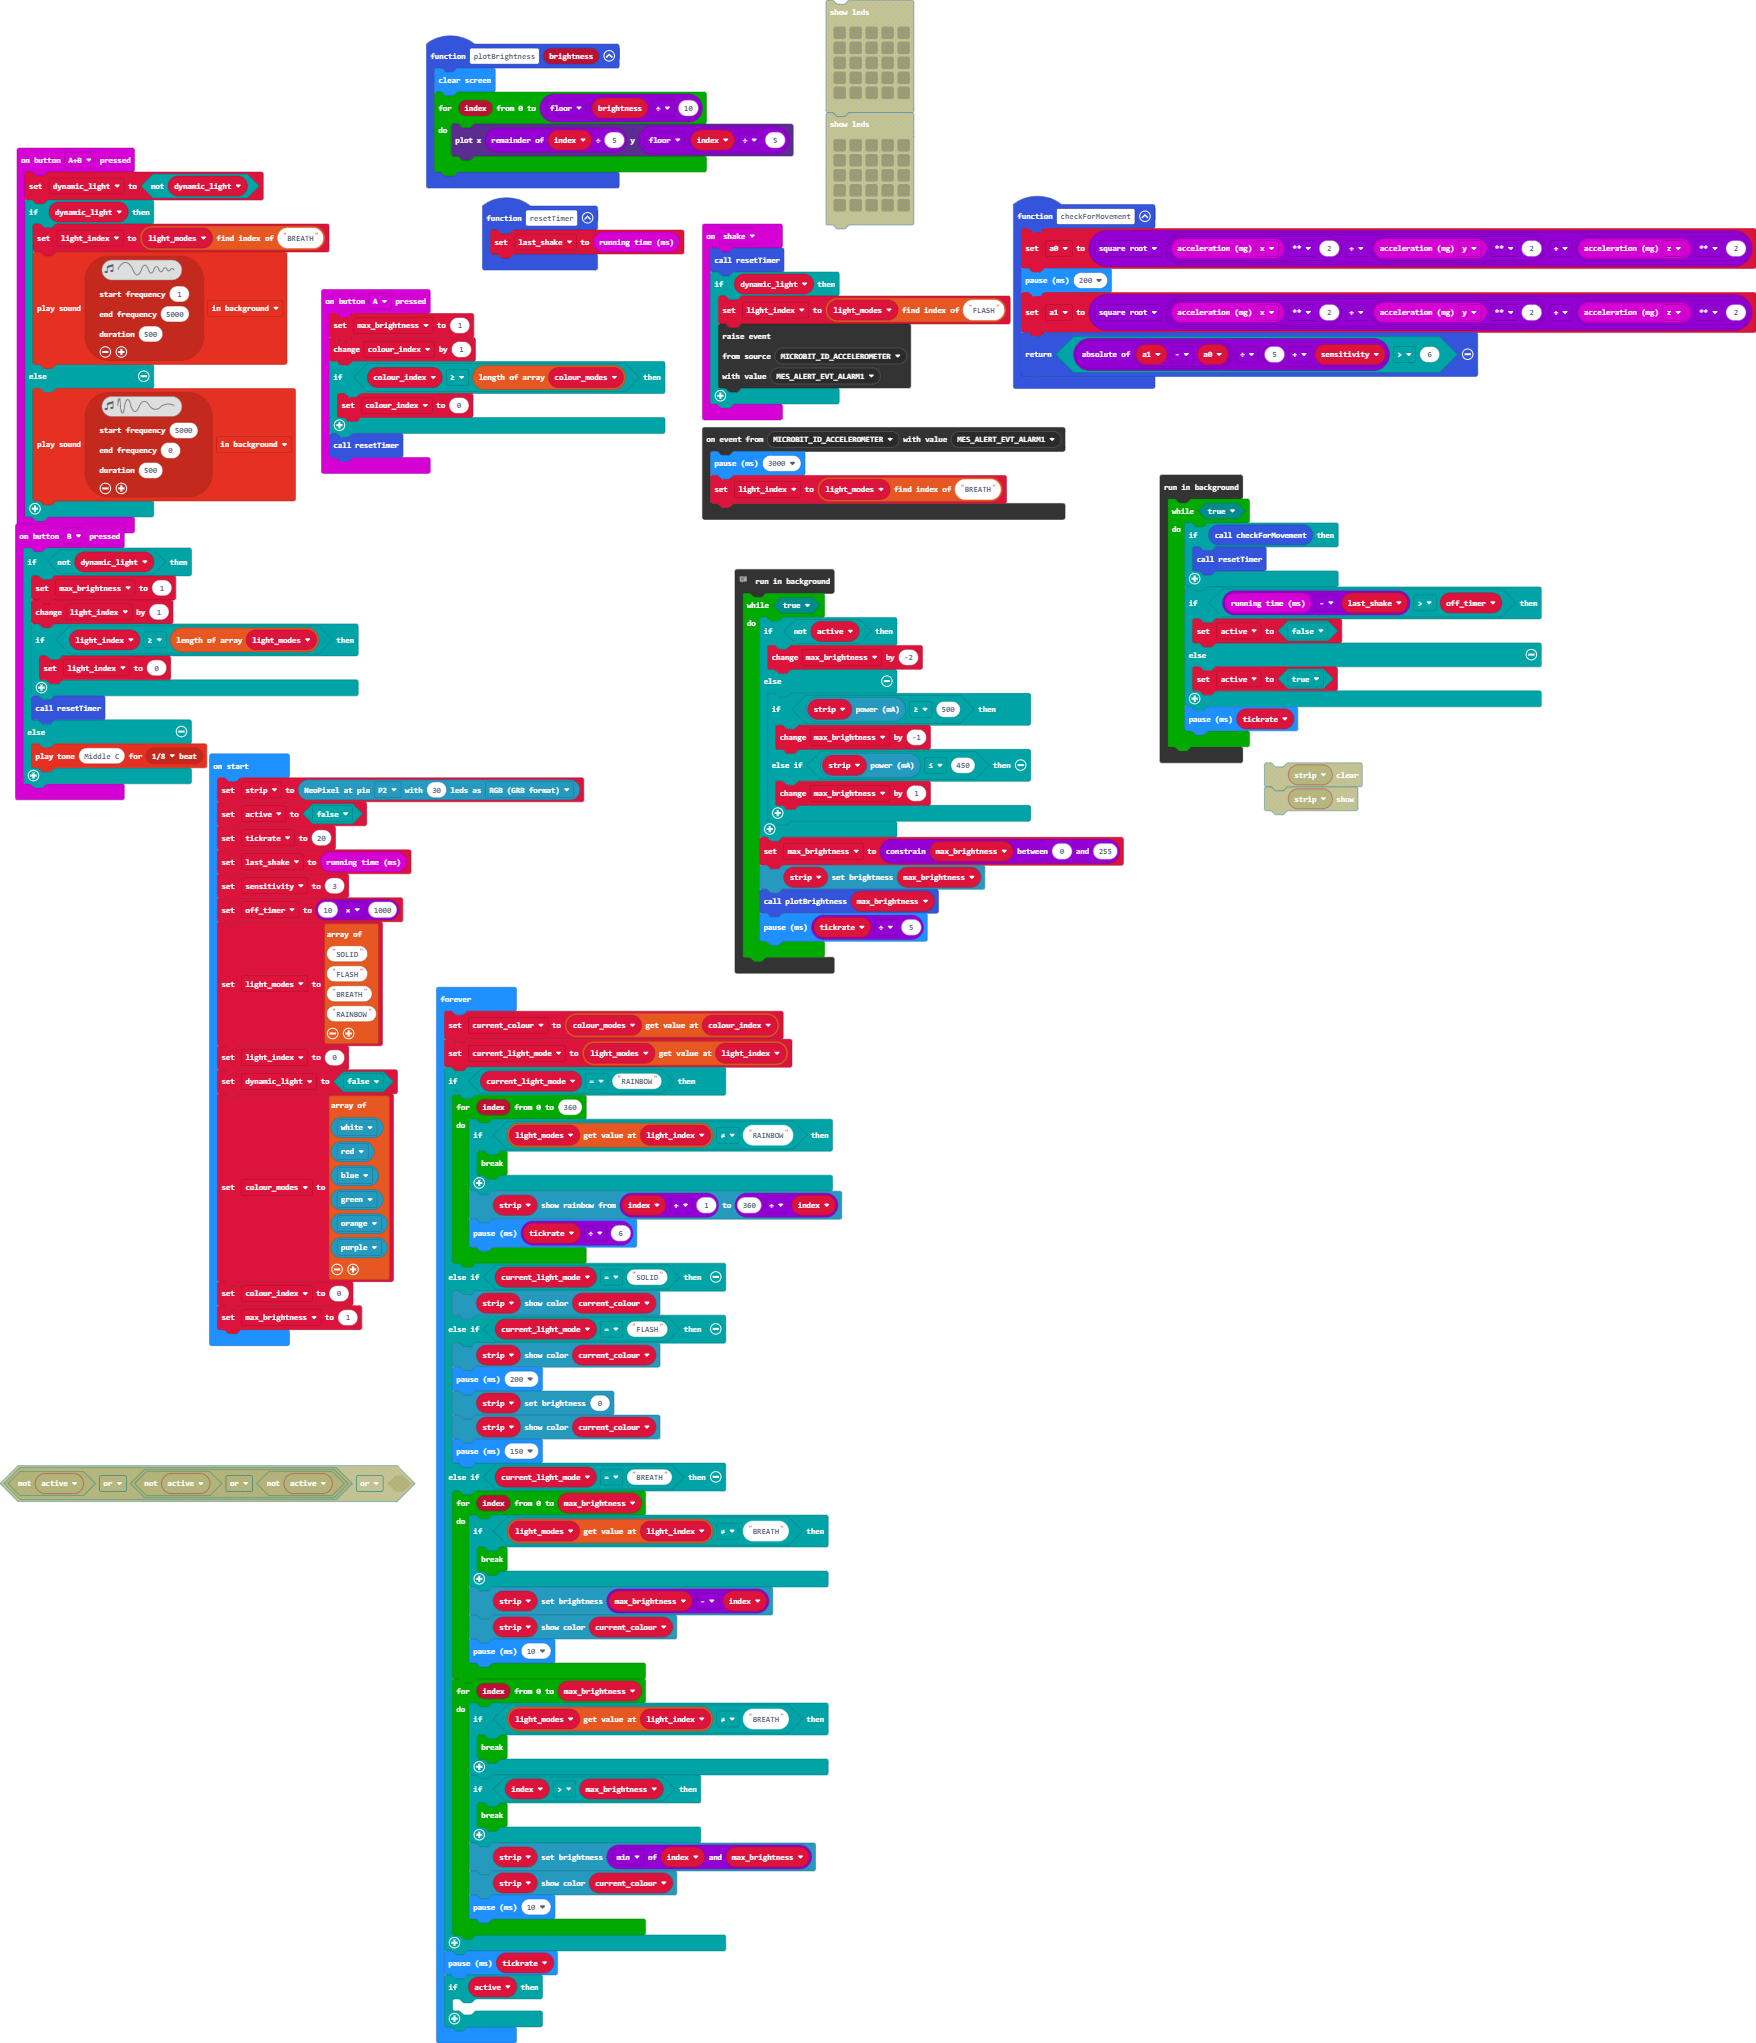 show leds
show leds
function plotBrightness brightness
clear screen
for index from 0 to floor brightness ÷ 10
do
plot x remainder of index ÷ 5 y floor index ÷ 5
on button A+B pressed
set dynamic_light to not dynamic_light
if dynamic_light then
set light_index to light_modes find index of "BREATH"
play sound
start frequency 1
end frequency 5000
duration 500
in background
else
play sound
start frequency 5000
end frequency 0
duration 500
in background
on button B pressed
if not dynamic_light then
set max_brightness to 1
change light_index by 1
if light_index ≥ length of array light_modes then
set light_index to 0
call resetTimer
else
play tone Middle C for 1/8 beat
function resetTimer
set last_shake to running time (ms)
on button A pressed
set max_brightness to 1
change colour_index by 1
if colour_index ≥ length of array colour_modes then
set colour_index to 0
call resetTimer
on shake
call resetTimer
if dynamic_light then
set light_index to light_modes find index of "FLASH"
raise event
from source MICROBIT_ID_ACCELEROMETER
with value MES_ALERT_EVT_ALARM1
on event from MICROBIT_ID_ACCELEROMETER with value MES_ALERT_EVT_ALARM1
pause (ms) 3000
set light_index to light_modes find index of "BREATH"
function checkForMovement
set a0 to square root acceleration (mg) x ** 2 + acceleration (mg) y ** 2 + acceleration (mg) z ** 2
pause (ms) 200
set a1 to square root acceleration (mg) x ** 2 + acceleration (mg) y ** 2 + acceleration (mg) z ** 2
return absolute of a1 - a0 ÷ 5 + sensitivity > 6
run in background
while true
do
if call checkForMovement then
call resetTimer
if running time (ms) - last_shake > off_timer then
set active to false
else
set active to true
pause (ms) tickrate
run in background
while true
do
if not active then
change max_brightness by -2
else
if strip power (mA) ≥ 500 then
change max_brightness by -1
else if strip power (mA) ≤ 450 then
change max_brightness by 1
set max_brightness to constrain max_brightness between 0 and 255
strip set brightness max_brightness
call plotBrightness max_brightness
pause (ms) tickrate ÷ 5
strip clear
strip show
on start
set strip to NeoPixel at pin P2 with 30 leds as RGB (GRB format)
set active to false
set tickrate to 20
set last_shake to running time (ms)
set sensitivity to 3
set off_timer to 10 × 1000
set light_modes to
array of
"SOLID"
"FLASH"
"BREATH"
"RAINBOW"
set light_index to 0
set dynamic_light to false
set colour_modes to
array of
white
red
blue
green
orange
purple
set colour_index to 0
set max_brightness to 1
not active or not active or not active or
forever
set current_colour to colour_modes get value at colour_index
set current_light_mode to light_modes get value at light_index
if current_light_mode = "RAINBOW" then
for index from 0 to 360
do
if light_modes get value at light_index ≠ "RAINBOW" then
break
strip show rainbow from index + 1 to 360 + index
pause (ms) tickrate ÷ 6
else if current_light_mode = "SOLID" then
strip show color current_colour
else if current_light_mode = "FLASH" then
strip show color current_colour
pause (ms) 200
strip set brightness 0
strip show color current_colour
pause (ms) 150
else if current_light_mode = "BREATH" then
for index from 0 to max_brightness
do
if light_modes get value at light_index ≠ "BREATH" then
break
strip set brightness max_brightness - index
strip show color current_colour
pause (ms) 10
for index from 0 to max_brightness
do
if light_modes get value at light_index ≠ "BREATH" then
break
if index > max_brightness then
break
strip set brightness min of index and max_brightness
strip show color current_colour
pause (ms) 10
pause (ms) tickrate
if active then